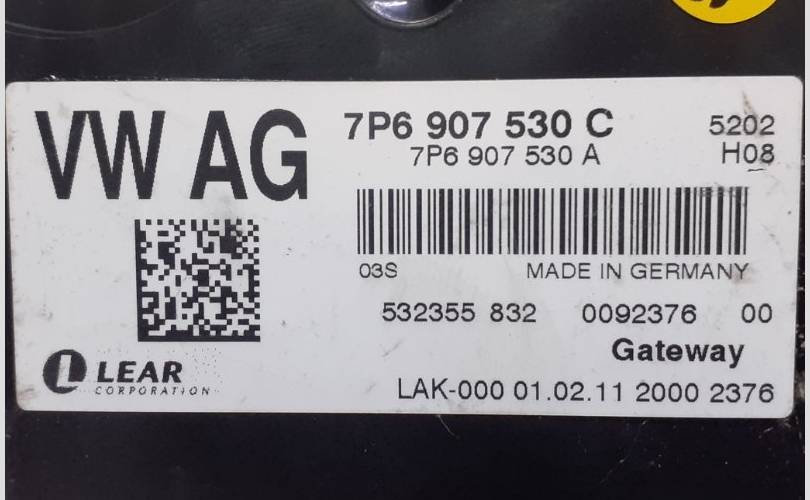 VW AG
7P6 907 530 C 5202
7P6 907 530 A H08
03S MADE IN GERMANY
532355 832 0092376 00
Gateway
LEAR
CORPORATION
LAK-000 01.02.11 2000 2376